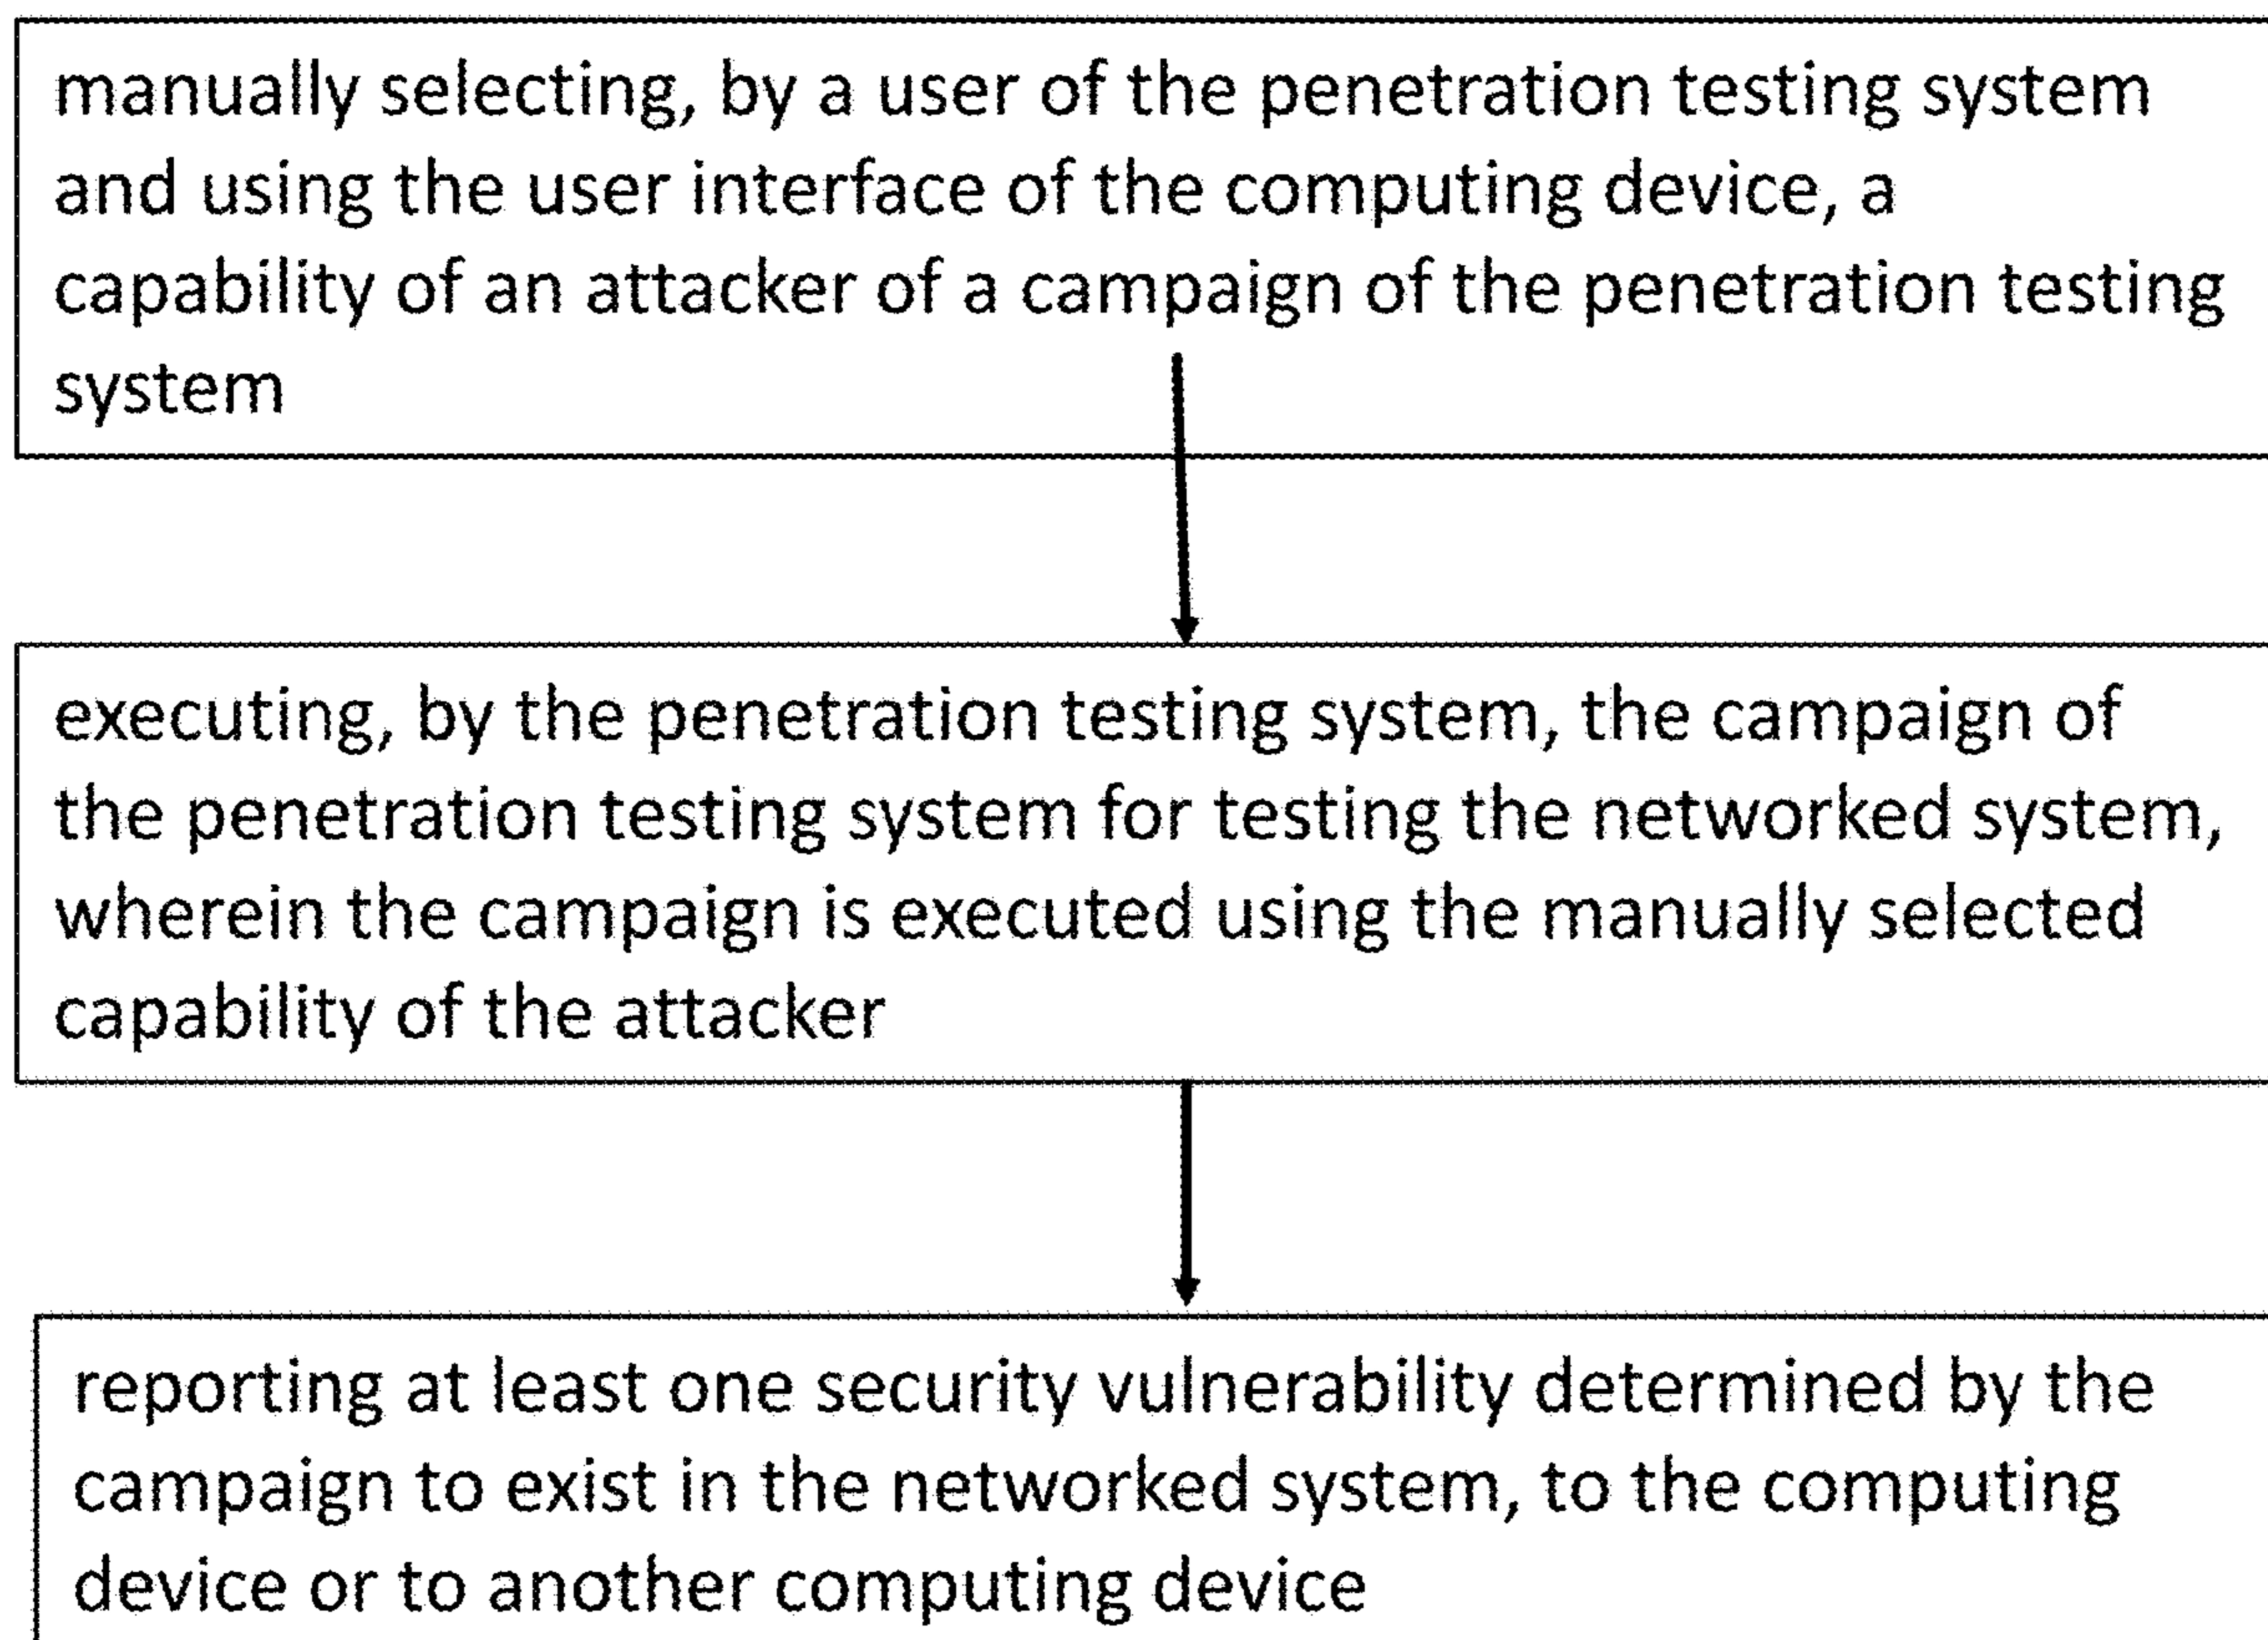 manually selecting, by a user of the penetration testing system
and using the user interface of the computing device, a
capability of an attacker of a campaign of the penetration testing
system
executing, by the penetration testing system, the campaign of
the penetration testing system for testing the networked system,
wherein the campaign is executed using the manually selected
capability of the attacker
reporting at least one security vulnerability determined by the
campaign to exist in the networked system, to the computing
device or to another computing device